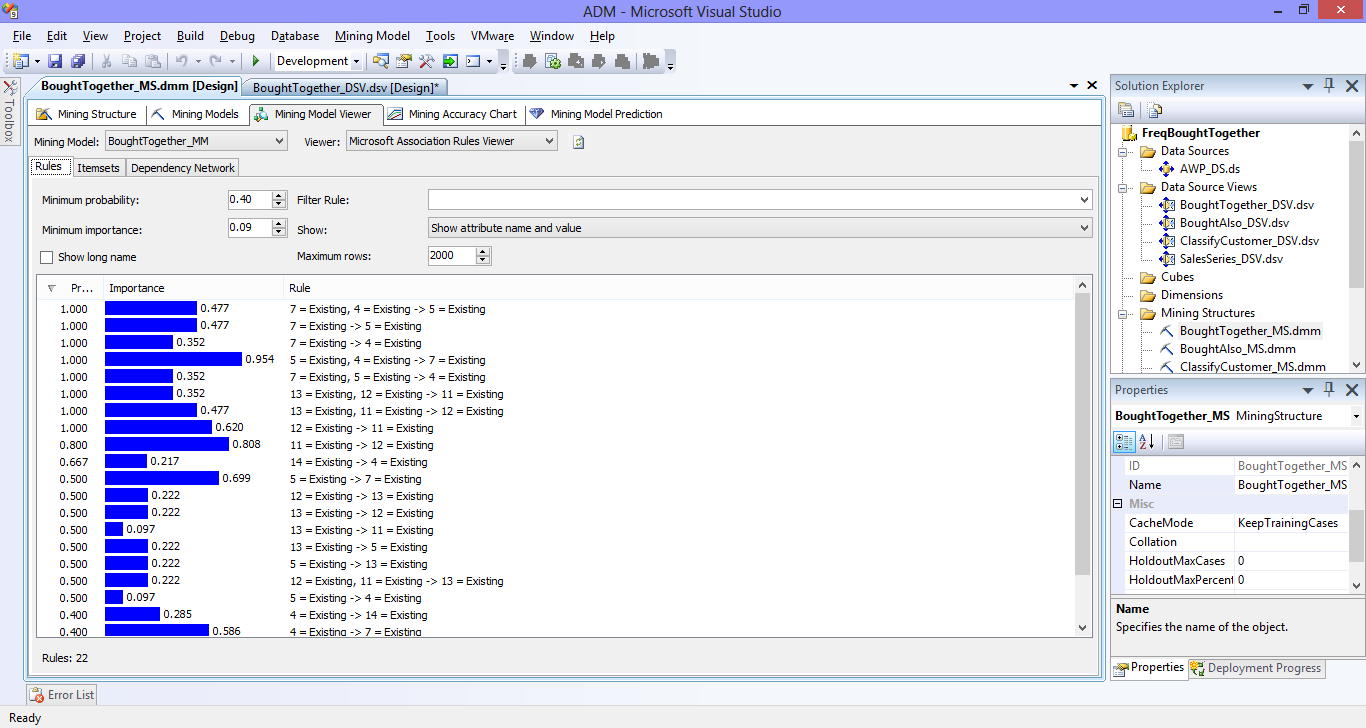 ADM - Microsoft Visual Studio
File Edit View Project Build Debug Database Mining Model Tools VMware Window Help
Development
Toolbox
BoughtTogether_MS.dmm [Design] BoughtTogether_DSV.dsv [Design]*
Mining Structure Mining Models Mining Model Viewer Mining Accuracy Chart Mining Model Prediction
Mining Model: BoughtTogether_MM Viewer: Microsoft Association Rules Viewer
Rules Itemsets Dependency Network
Minimum probability: 0.40 Filter Rule:
Minimum importance: 0.09 Show: Show attribute name and value
Show long name Maximum rows: 2000
Pr... Importance Rule
1.000 0.477 7 = Existing, 4 = Existing -> 5 = Existing
1.000 0.477 7 = Existing -> 5 = Existing
1.000 0.352 7 = Existing -> 4 = Existing
1.000 0.954 5 = Existing, 4 = Existing -> 7 = Existing
1.000 0.352 7 = Existing, 5 = Existing -> 4 = Existing
1.000 0.352 13 = Existing, 12 = Existing -> 11 = Existing
1.000 0.477 13 = Existing, 11 = Existing -> 12 = Existing
1.000 0.620 12 = Existing -> 11 = Existing
0.800 0.808 11 = Existing -> 12 = Existing
0.667 0.217 14 = Existing -> 4 = Existing
0.500 0.699 5 = Existing -> 7 = Existing
0.500 0.222 12 = Existing -> 13 = Existing
0.500 0.222 13 = Existing -> 12 = Existing
0.500 0.097 13 = Existing -> 11 = Existing
0.500 0.222 13 = Existing -> 5 = Existing
0.500 0.222 5 = Existing -> 13 = Existing
0.500 0.222 12 = Existing, 11 = Existing -> 13 = Existing
0.500 0.097 5 = Existing -> 4 = Existing
0.400 0.285 4 = Existing -> 14 = Existing
0.400 0.586 4 = Existing -> 7 = Existing
Rules: 22
Error List
Ready
Solution Explorer
FreqBoughtTogether
Data Sources
AWP_DS.ds
Data Source Views
BoughtTogether_DSV.dsv
BoughtAlso_DSV.dsv
ClassifyCustomer_DSV.dsv
SalesSeries_DSV.dsv
Cubes
Dimensions
Mining Structures
BoughtTogether_MS.dmm
BoughtAlso_MS.dmm
ClassifyCustomer_MS.dmm
Properties
BoughtTogether_MS MiningStructure
ID BoughtTogether_MS
Name BoughtTogether_MS
Misc
CacheMode KeepTrainingCases
Collation
HoldoutMaxCases 0
HoldoutMaxPercent 0
Name
Specifies the name of the object.
Properties Deployment Progress